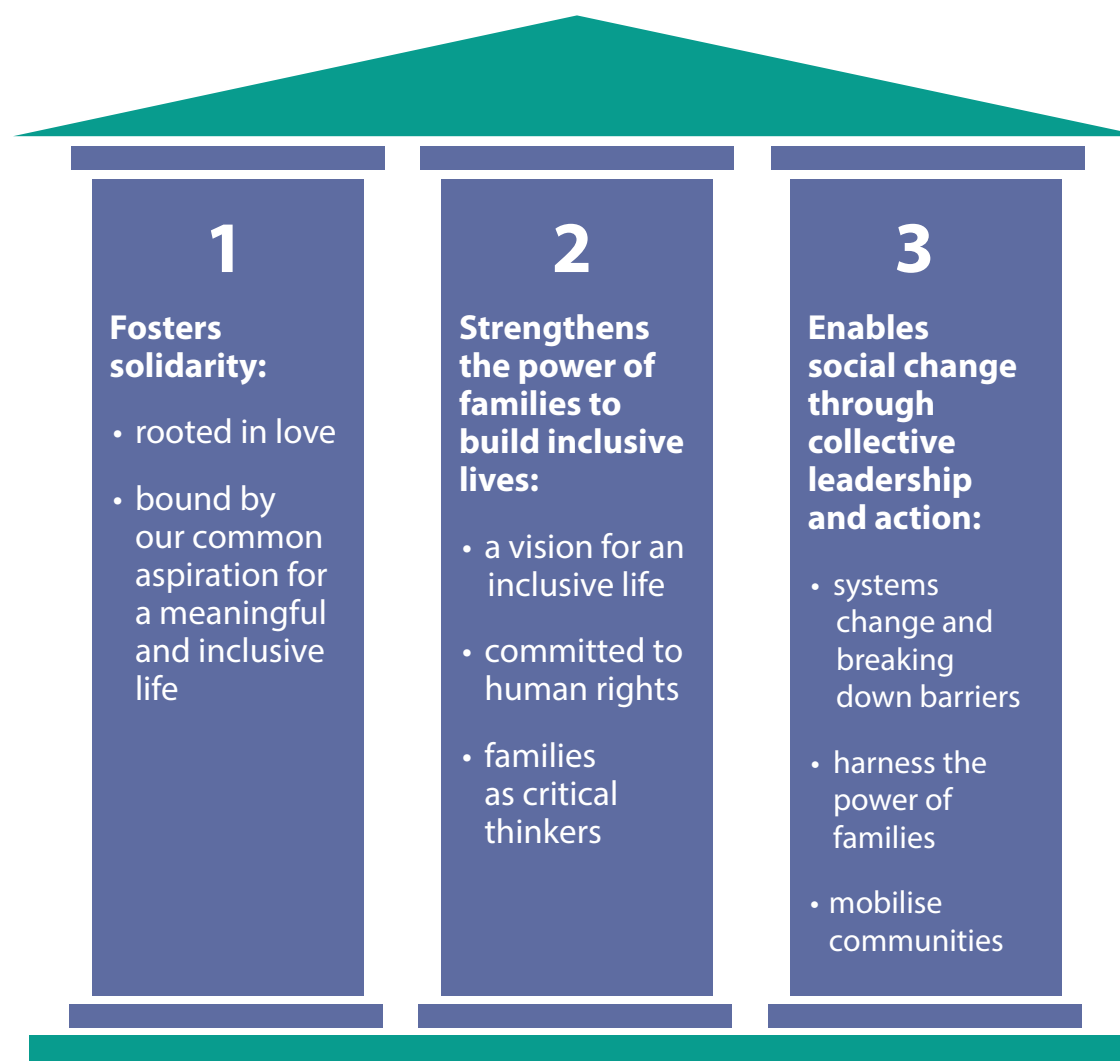 1
Fosters
solidarity:
• rooted in love
• bound by
our common
aspiration for
a meaningful
and inclusive
life
2
Strengthens
the power of
families to
build inclusive
lives:
• a vision for an
inclusive life
• committed to
human rights
• families
as critical
thinkers
3
Enables
social change
through
collective
leadership
and action:
• systems
change and
breaking
down barriers
• harness the
power of
families
• mobilise
communities